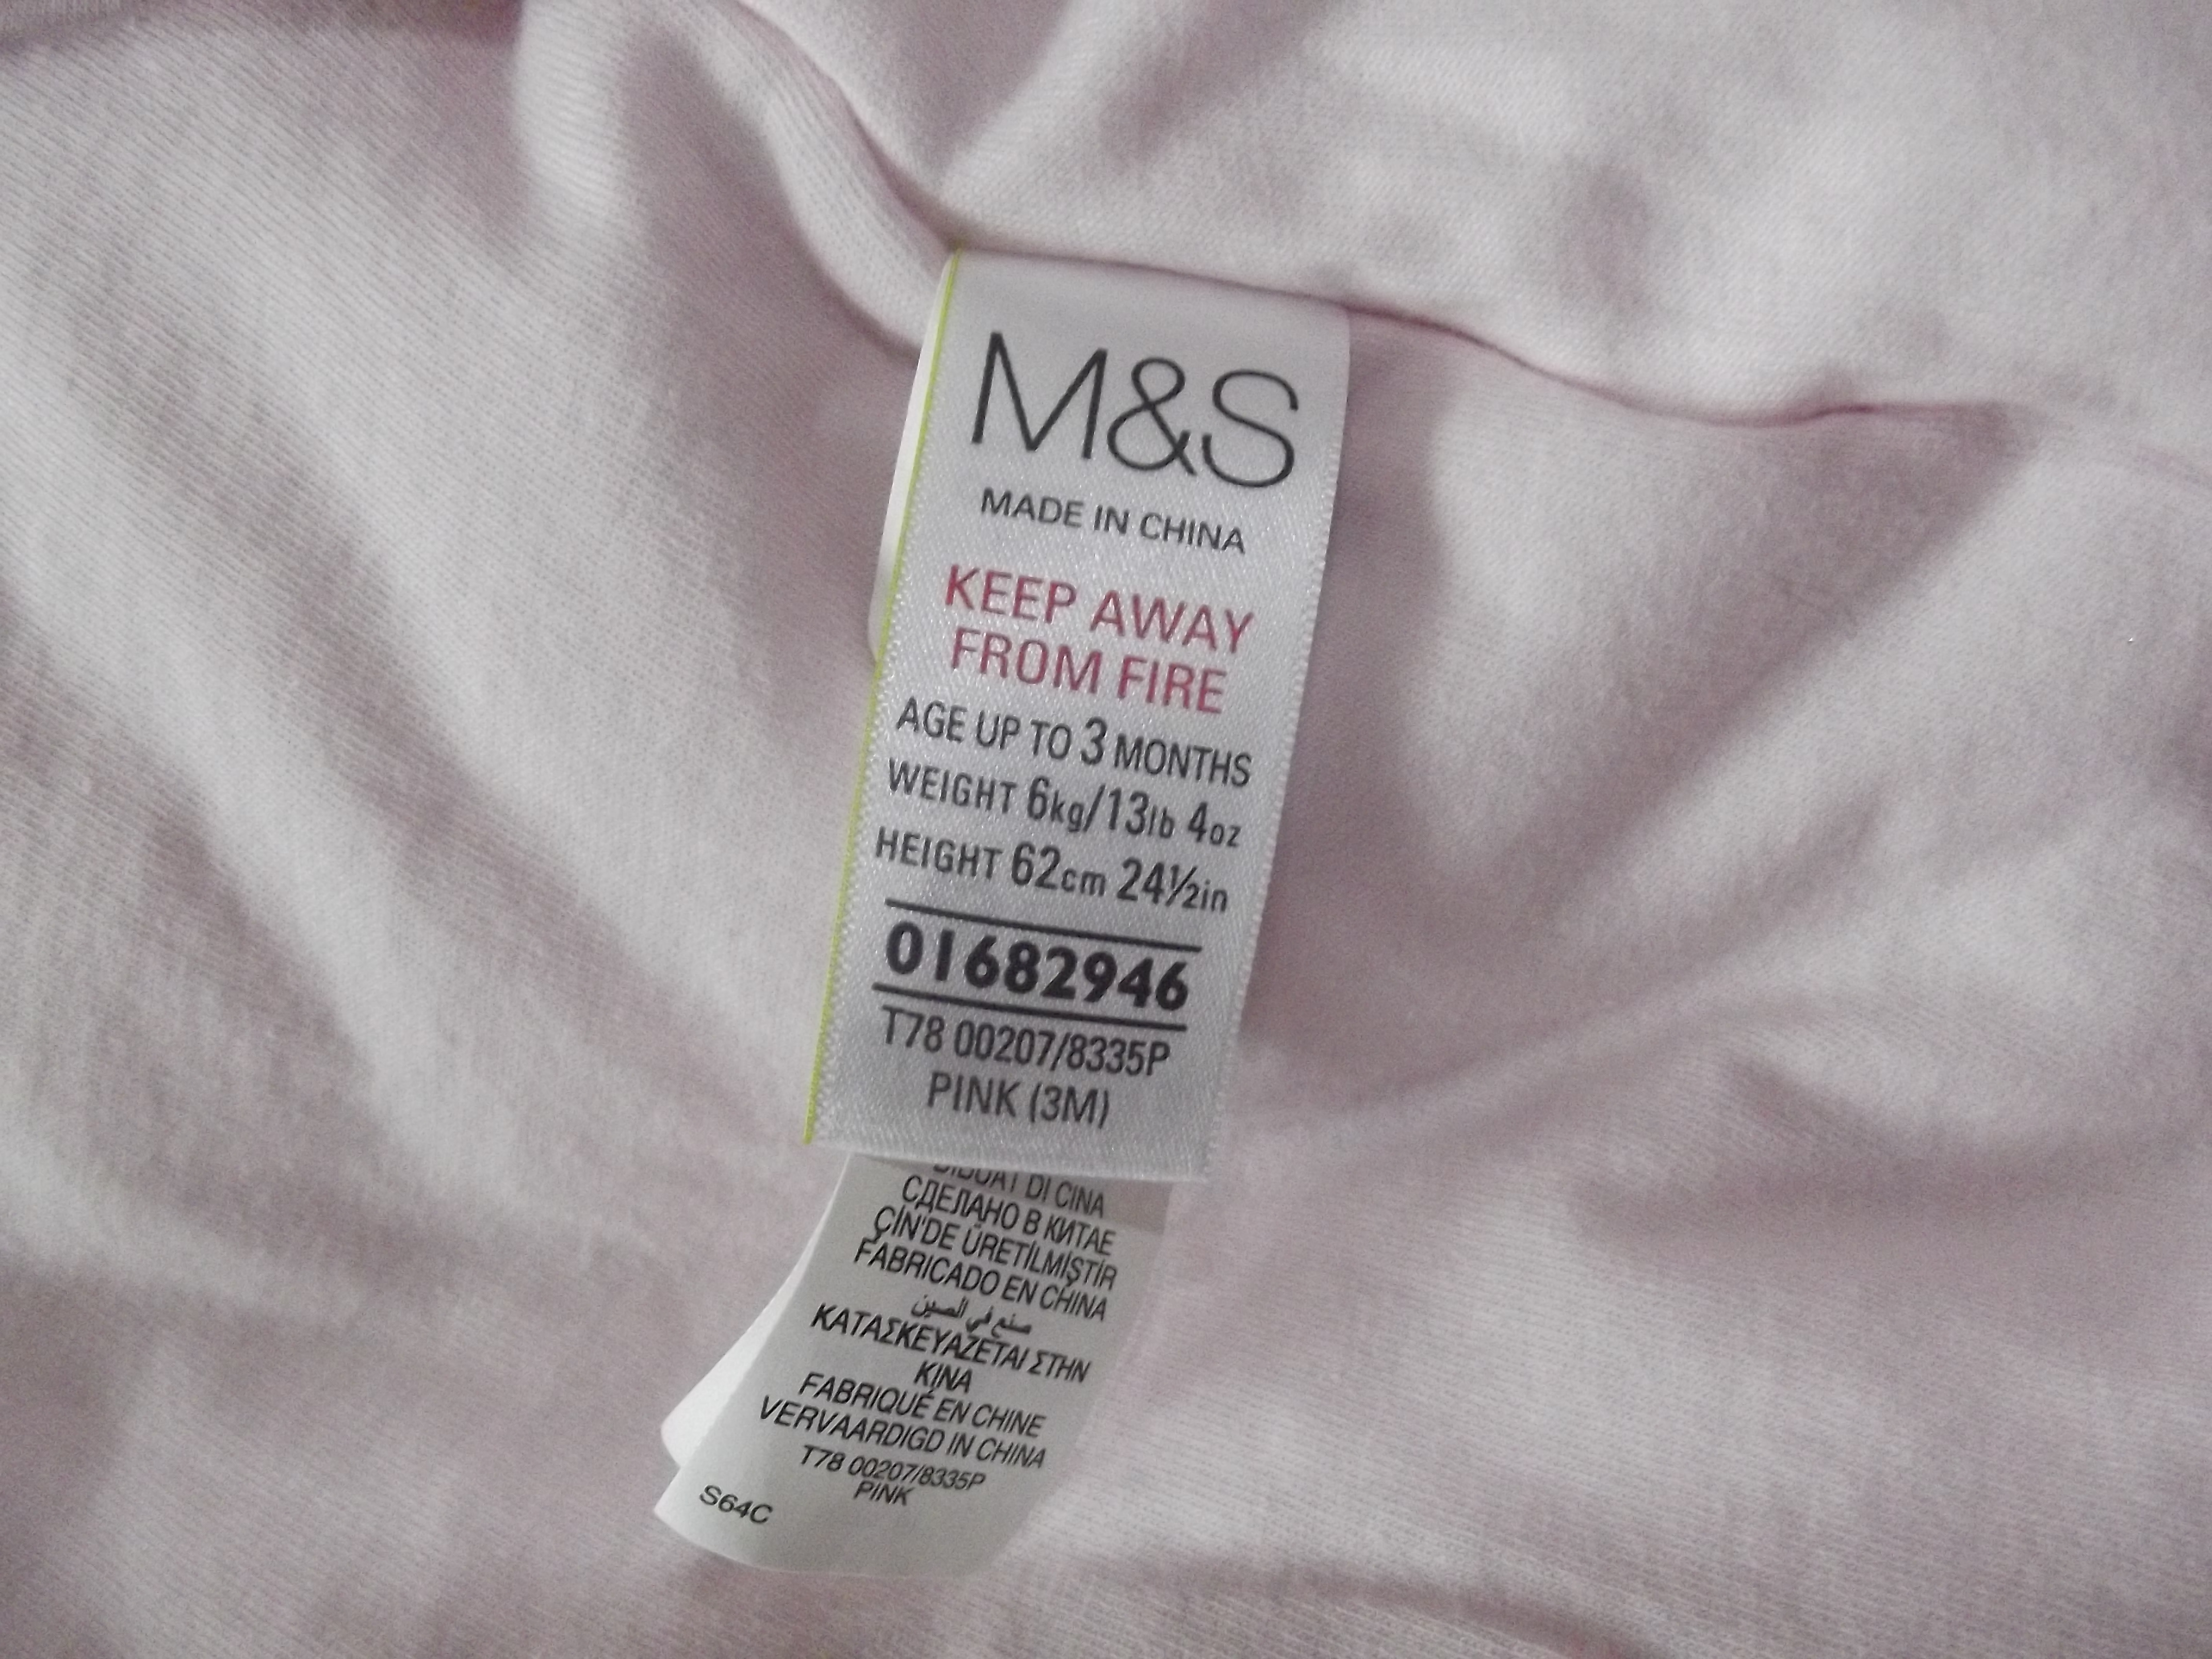 M&S
MADE IN CHINA
KEEP AWAY
FROM FIRE
AGE UP TO 3 MONTHS
WEIGHT 6kg/13lb 4oz
HEIGHT 62cm 24½in
01682946
T78 00207/8335P
PINK (3M)
DI CINA
СДЕЛАНО В КИТАЕ
ÇİN'DE ÜRETİLMİŞTİR
FABRICADO EN CHINA
صنع في الصين
ΚΑΤΑΣΚΕΥΑΖΕΤΑΙ ΣΤΗΝ
ΚΙΝΑ
FABRIQUÉ EN CHINE
VERVAARDIGD IN CHINA
T78 00207/8335P
PINK
S64C